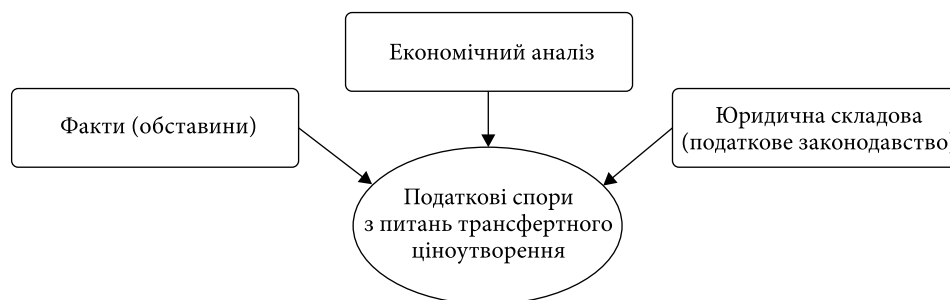 Економічний аналіз
Факти (обставини)
Юридична складова
(податкове законодавство)
Податкові спори
з питань трансфертного
ціноутворення